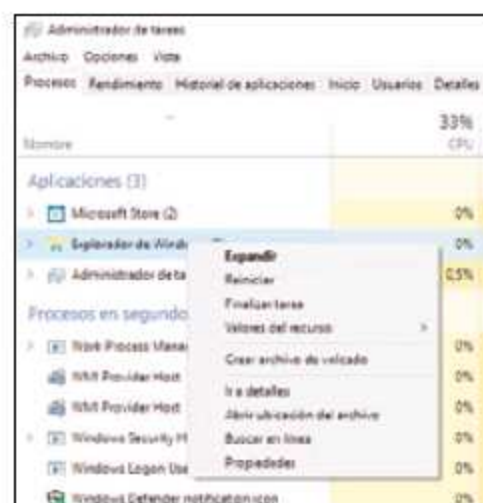 Administrador de tareas
Archivo Opciones Vista
Procesos Rendimiento Historial de aplicaciones Inicio Usuarios Detalles
33%
Nombre CPU
Aplicaciones (3)
Microsoft Store (2) 0%
Explorador de Wind 0%
Administrador de ta 0,5%
Expandir
Reiniciar
Finalizar tarea
Valores del recurso
Crear archivo de volcado
Ir a detalles
Abrir ubicación del archivo
Buscar en línea
Propiedades
Procesos en segundo
Work Process Mana 0%
WMI Provider Host 0%
WMI Provider Host 0%
Windows Security H 0%
Windows Logon Use 0%
Windows Defender notification icon 0%